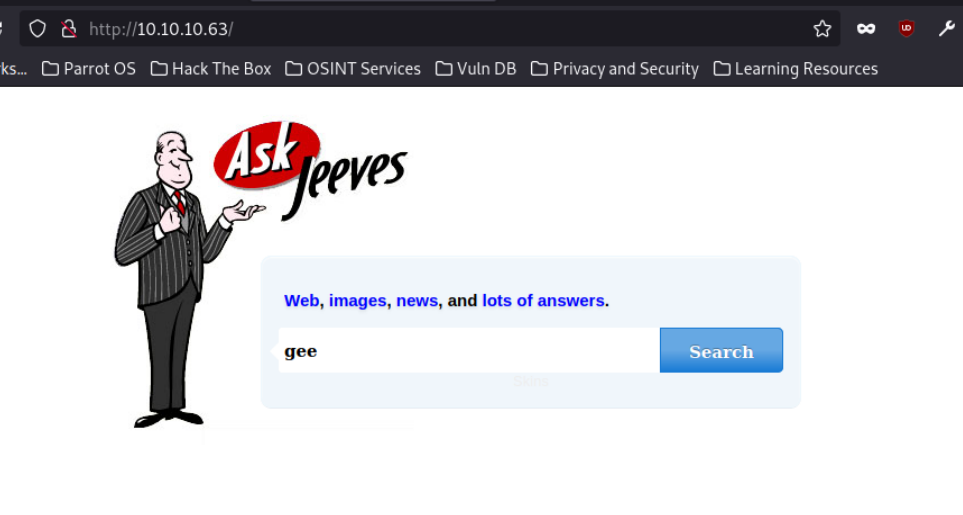 http://10.10.10.63/
ks... Parrot OS Hack The Box OSINT Services Vuln DB Privacy and Security Learning Resources
Ask
Jeeves
Web, images, news, and lots of answers.
gee Search